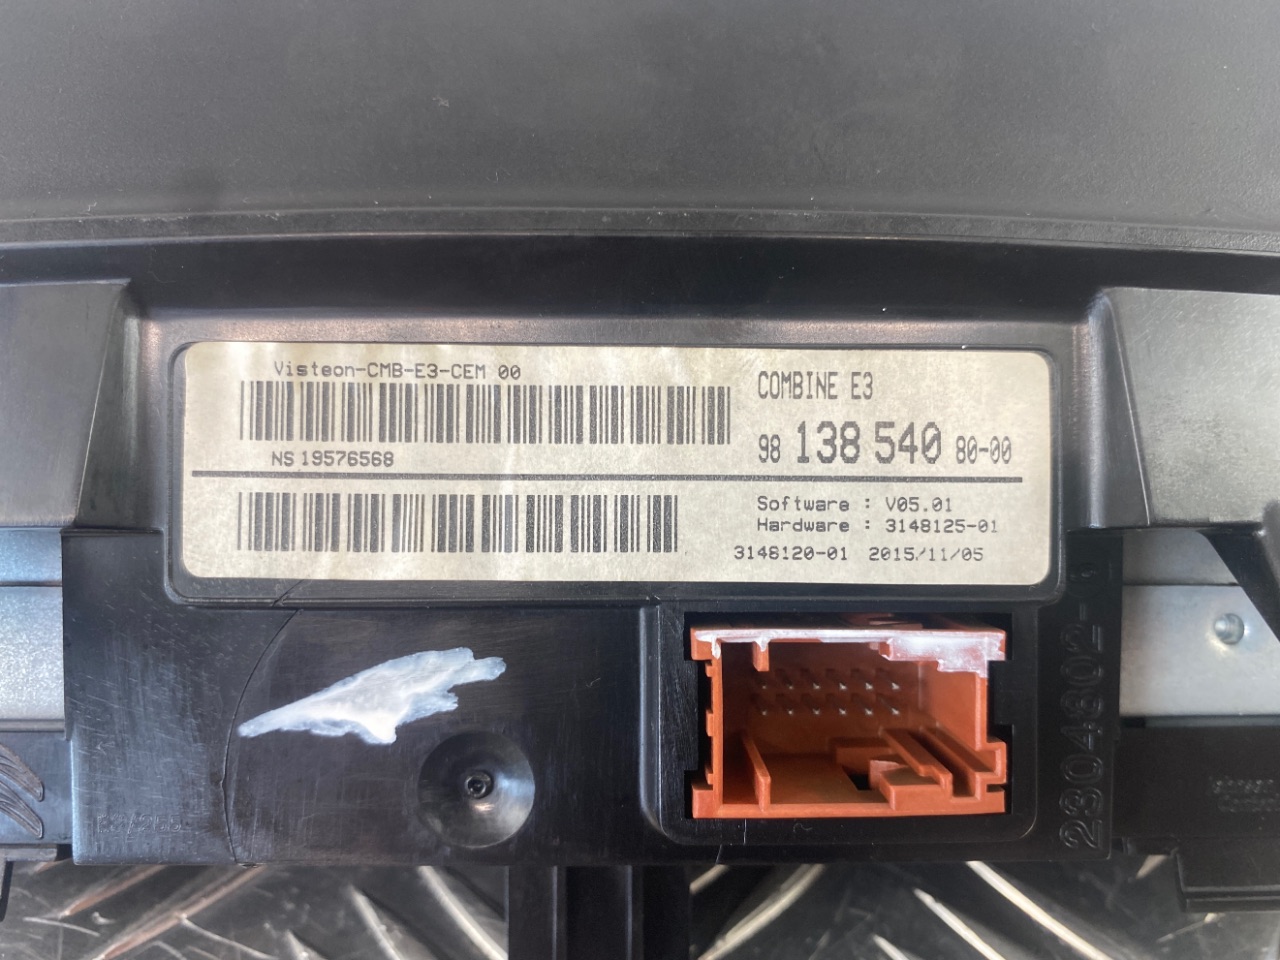 Visteon-CMB-E3-CEM 00
NS 19576568
COMBINE E3
98 138 540 80-00
Software : V05.01
Hardware : 3148125-01
3148120-01 2015/11/05